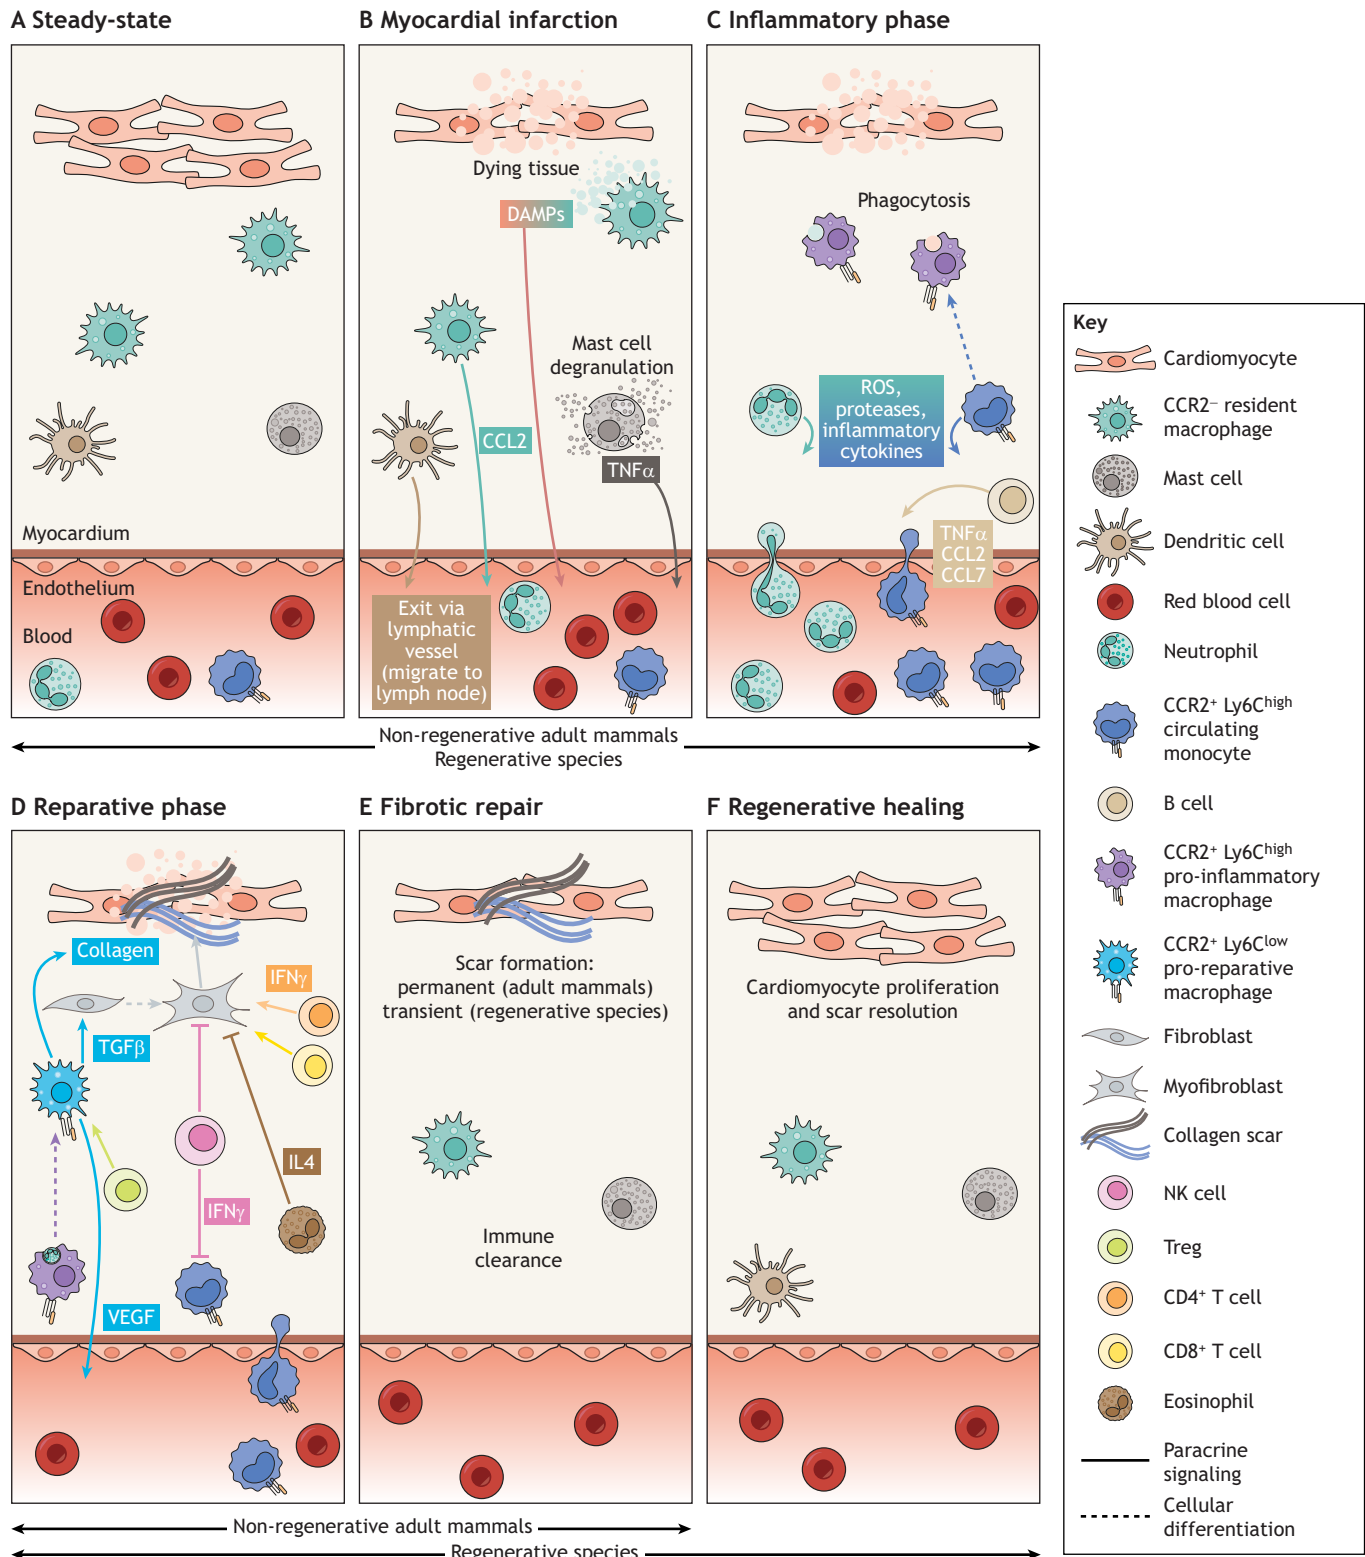 A Steady-state
B Myocardial infarction
C Inflammatory phase
Myocardium
Endothelium
Blood
Dying tissue
DAMPs
Mast cell
degranulation
CCL2
TNFα
Exit via
lymphatic
vessel
(migrate to
lymph node)
Phagocytosis
ROS,
proteases,
inflammatory
cytokines
TNFα
CCL2
CCL7
Non-regenerative adult mammals
Regenerative species
D Reparative phase
E Fibrotic repair
F Regenerative healing
Collagen
IFNγ
TGFβ
IL4
IFNγ
VEGF
Scar formation:
permanent (adult mammals)
transient (regenerative species)
Immune
clearance
Cardiomyocyte proliferation
and scar resolution
Non-regenerative adult mammals
Regenerative species
Key
Cardiomyocyte
CCR2⁻ resident
macrophage
Mast cell
Dendritic cell
Red blood cell
Neutrophil
CCR2⁺ Ly6Chigh
circulating
monocyte
B cell
CCR2⁺ Ly6Chigh
pro-inflammatory
macrophage
CCR2⁺ Ly6Clow
pro-reparative
macrophage
Fibroblast
Myofibroblast
Collagen scar
NK cell
Treg
CD4⁺ T cell
CD8⁺ T cell
Eosinophil
Paracrine
signaling
Cellular
differentiation